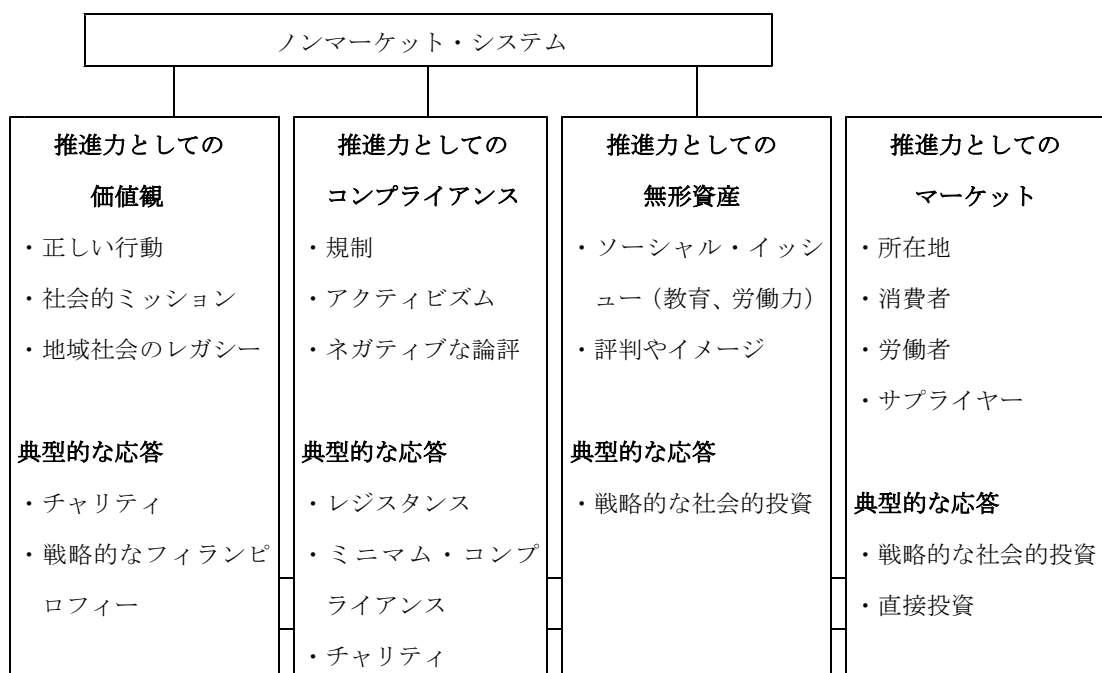 ノンマーケット・システム
推進力としての
価値観
・正しい行動
・社会的ミッション
・地域社会のレガシー
典型的な応答
・チャリティ
・戦略的なフィランピ
ロフィー
推進力としての
コンプライアンス
・規制
・アクティビズム
・ネガティブな論評
典型的な応答
・レジスタンス
・ミニマム・コンプ
ライアンス
・チャリティ
推進力としての
無形資産
・ソーシャル・イッシ
ュー（教育、労働力）
・評判やイメージ
典型的な応答
・戦略的な社会的投資
推進力としての
マーケット
・所在地
・消費者
・労働者
・サプライヤー
典型的な応答
・戦略的な社会的投資
・直接投資